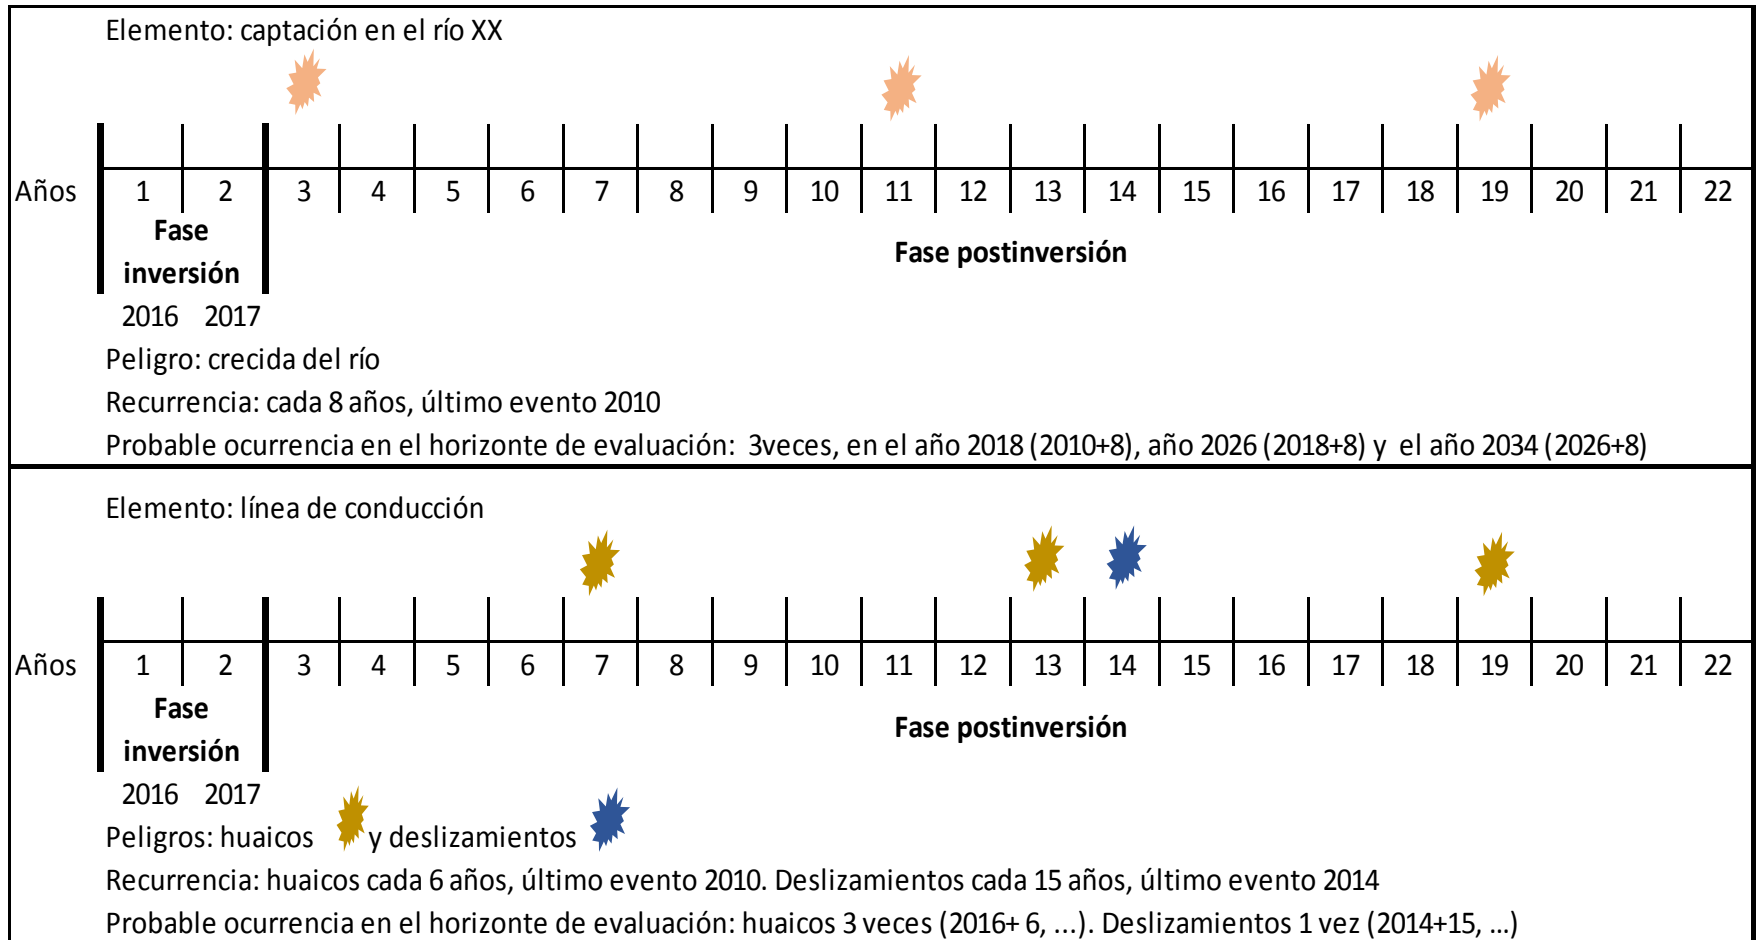 Elemento: captación en el río XX
Años 1 2 3 4 5 6 7 8 9 10 11 12 13 14 15 16 17 18 19 20 21 22
Fase
inversión
Fase postinversión
2016 2017
Peligro: crecida del río
Recurrencia: cada 8 años, último evento 2010
Probable ocurrencia en el horizonte de evaluación: 3veces, en el año 2018 (2010+8), año 2026 (2018+8) y el año 2034 (2026+8)
Elemento: línea de conducción
Años 1 2 3 4 5 6 7 8 9 10 11 12 13 14 15 16 17 18 19 20 21 22
Fase
inversión
Fase postinversión
2016 2017
Peligros: huaicos y deslizamientos
Recurrencia: huaicos cada 6 años, último evento 2010. Deslizamientos cada 15 años, último evento 2014
Probable ocurrencia en el horizonte de evaluación: huaicos 3 veces (2016+ 6, ...). Deslizamientos 1 vez (2014+15, ...)